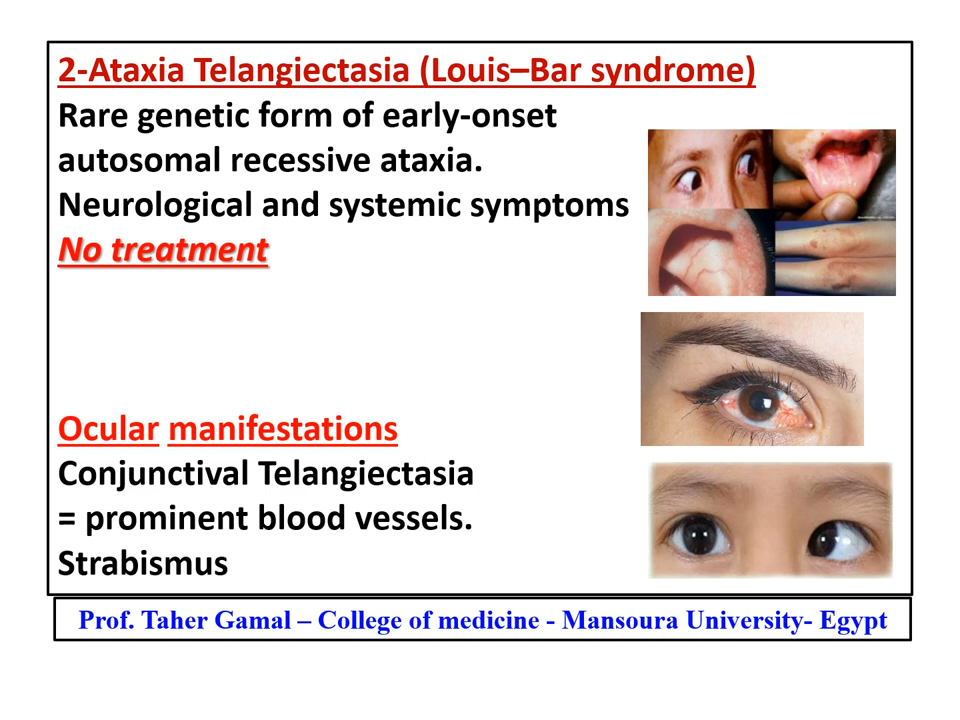 2-Ataxia Telangiectasia (Louis–Bar syndrome)
Rare genetic form of early-onset
autosomal recessive ataxia.
Neurological and systemic symptoms
No treatment
Ocular manifestations
Conjunctival Telangiectasia
= prominent blood vessels.
Strabismus
Prof. Taher Gamal – College of medicine - Mansoura University- Egypt